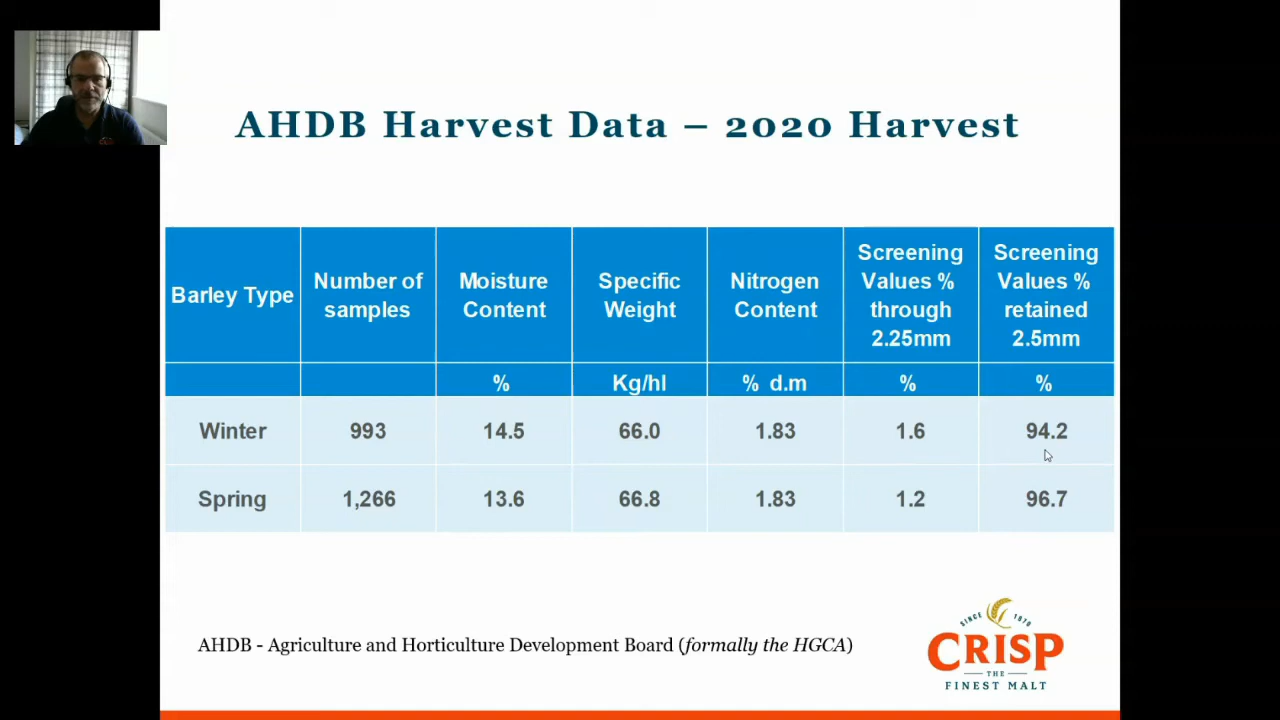 AHDB Harvest Data – 2020 Harvest
Barley Type
Number of
samples
Moisture
Content
Specific
Weight
Nitrogen
Content
Screening
Values %
through
2.25mm
Screening
Values %
retained
2.5mm
% Kg/hl % d.m % %
Winter 993 14.5 66.0 1.83 1.6 94.2
Spring 1,266 13.6 66.8 1.83 1.2 96.7
AHDB - Agriculture and Horticulture Development Board (formally the HGCA)
SINCE 1870
CRISP
THE
FINEST MALT